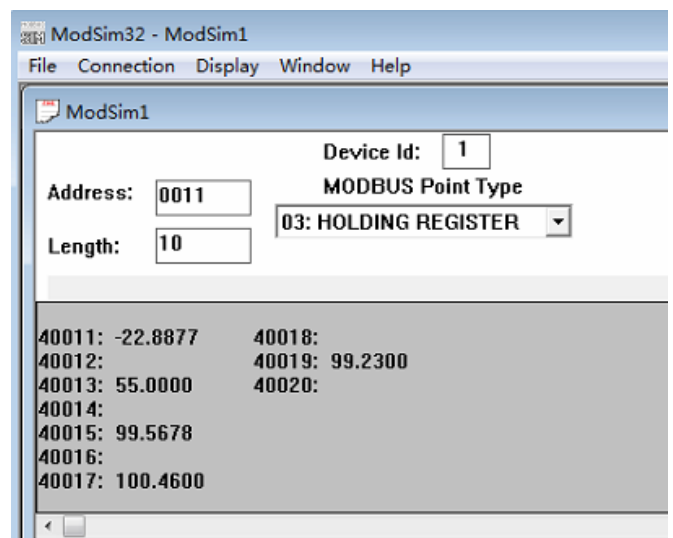 ModSim32 - ModSim1
File Connection Display Window Help
ModSim1
Device Id: 1
Address: 0011
MODBUS Point Type
03: HOLDING REGISTER
Length: 10
40011: -22.8877 40018:
40012: 40019: 99.2300
40013: 55.0000 40020:
40014:
40015: 99.5678
40016:
40017: 100.4600